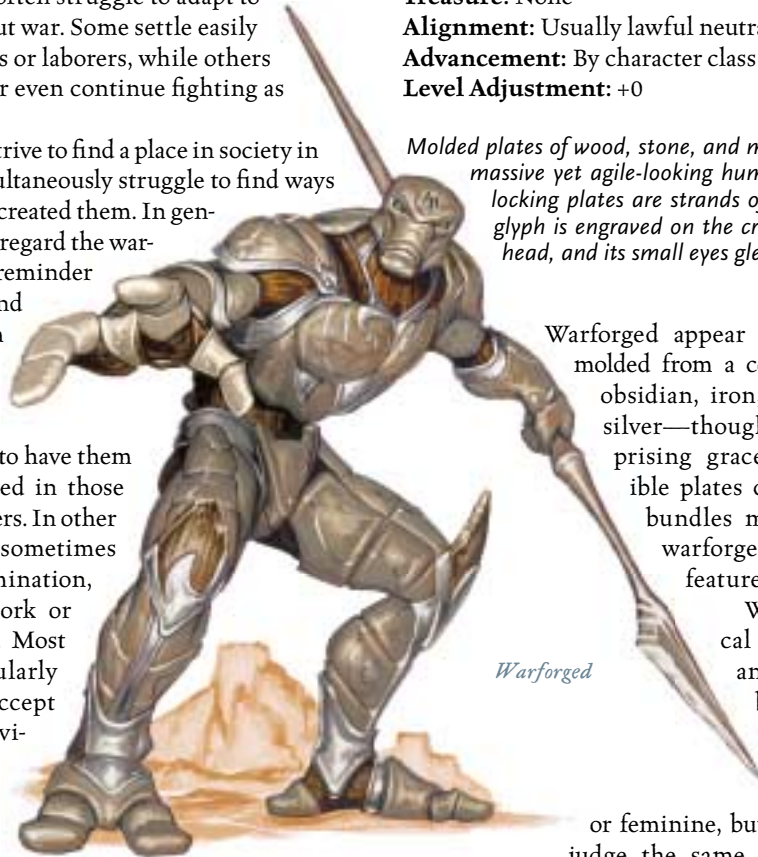 often struggle to adapt to
ut war. Some settle easily
s or laborers, while others
r even continue fighting as
trive to find a place in society in
ultaneously struggle to find ways
created them. In gen-
regard the war-
reminder
nd
to have them
ed in those
ers. In other
sometimes
mination,
ork or
Most
ularly
ccept
vi-
Treasure: None
Alignment: Usually lawful neutra
Advancement: By character class
Level Adjustment: +0
Molded plates of wood, stone, and m
massive yet agile-looking hum
locking plates are strands o
glyph is engraved on the cr
head, and its small eyes gle
Warforged appear
molded from a co
obsidian, iron,
silver—though
prising grace
ible plates
bundles m
warforge
feature
W
cal
an
Warforged
or feminine, but
judge the same